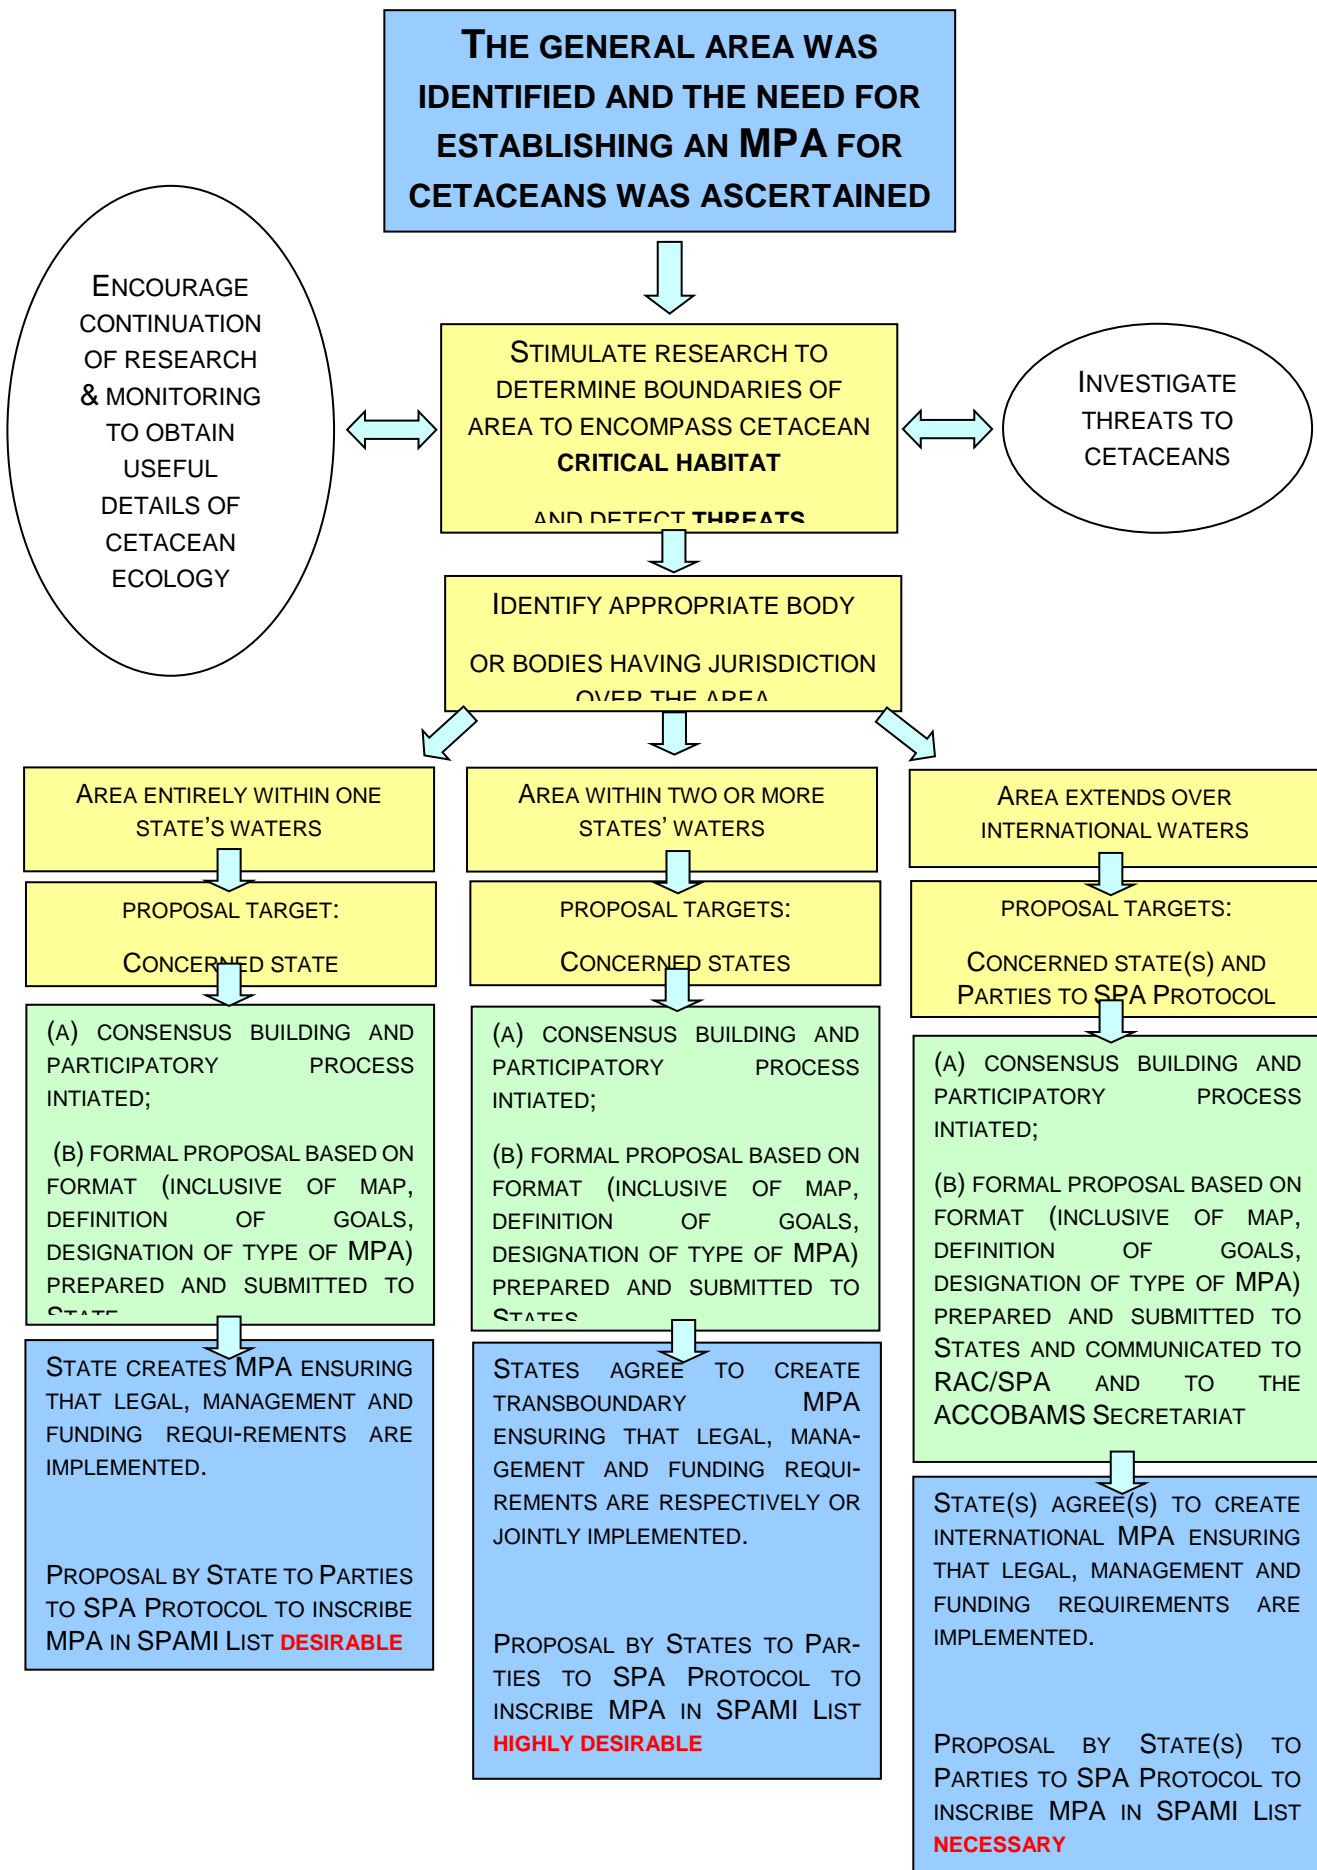 THE GENERAL AREA WAS
IDENTIFIED AND THE NEED FOR
ESTABLISHING AN MPA FOR
CETACEANS WAS ASCERTAINED
ENCOURAGE
CONTINUATION
OF RESEARCH
& MONITORING
TO OBTAIN
USEFUL
DETAILS OF
CETACEAN
ECOLOGY
STIMULATE RESEARCH TO
DETERMINE BOUNDARIES OF
AREA TO ENCOMPASS CETACEAN
CRITICAL HABITAT
AND DETECT THREATS
INVESTIGATE
THREATS TO
CETACEANS
IDENTIFY APPROPRIATE BODY
OR BODIES HAVING JURISDICTION
OVER THE AREA
AREA ENTIRELY WITHIN ONE
STATE'S WATERS
PROPOSAL TARGET:
CONCERNED STATE
(A) CONSENSUS BUILDING AND
PARTICIPATORY PROCESS
INTIATED;
(B) FORMAL PROPOSAL BASED ON
FORMAT (INCLUSIVE OF MAP,
DEFINITION OF GOALS,
DESIGNATION OF TYPE OF MPA)
PREPARED AND SUBMITTED TO
STATE
STATE CREATES MPA ENSURING
THAT LEGAL, MANAGEMENT AND
FUNDING REQUI-REMENTS ARE
IMPLEMENTED.
PROPOSAL BY STATE TO PARTIES
TO SPA PROTOCOL TO INSCRIBE
MPA IN SPAMI LIST DESIRABLE
AREA WITHIN TWO OR MORE
STATES' WATERS
PROPOSAL TARGETS:
CONCERNED STATES
(A) CONSENSUS BUILDING AND
PARTICIPATORY PROCESS
INTIATED;
(B) FORMAL PROPOSAL BASED ON
FORMAT (INCLUSIVE OF MAP,
DEFINITION OF GOALS,
DESIGNATION OF TYPE OF MPA)
PREPARED AND SUBMITTED TO
STATES
STATES AGREE TO CREATE
TRANSBOUNDARY MPA
ENSURING THAT LEGAL, MANA-
GEMENT AND FUNDING REQUI-
REMENTS ARE RESPECTIVELY OR
JOINTLY IMPLEMENTED.
PROPOSAL BY STATES TO PAR-
TIES TO SPA PROTOCOL TO
INSCRIBE MPA IN SPAMI LIST
HIGHLY DESIRABLE
AREA EXTENDS OVER
INTERNATIONAL WATERS
PROPOSAL TARGETS:
CONCERNED STATE(S) AND
PARTIES TO SPA PROTOCOL
(A) CONSENSUS BUILDING AND
PARTICIPATORY PROCESS
INTIATED;
(B) FORMAL PROPOSAL BASED ON
FORMAT (INCLUSIVE OF MAP,
DEFINITION OF GOALS,
DESIGNATION OF TYPE OF MPA)
PREPARED AND SUBMITTED TO
STATES AND COMMUNICATED TO
RAC/SPA AND TO THE
ACCOBAMS SECRETARIAT
STATE(S) AGREE(S) TO CREATE
INTERNATIONAL MPA ENSURING
THAT LEGAL, MANAGEMENT AND
FUNDING REQUIREMENTS ARE
IMPLEMENTED.
PROPOSAL BY STATE(S) TO
PARTIES TO SPA PROTOCOL TO
INSCRIBE MPA IN SPAMI LIST
NECESSARY